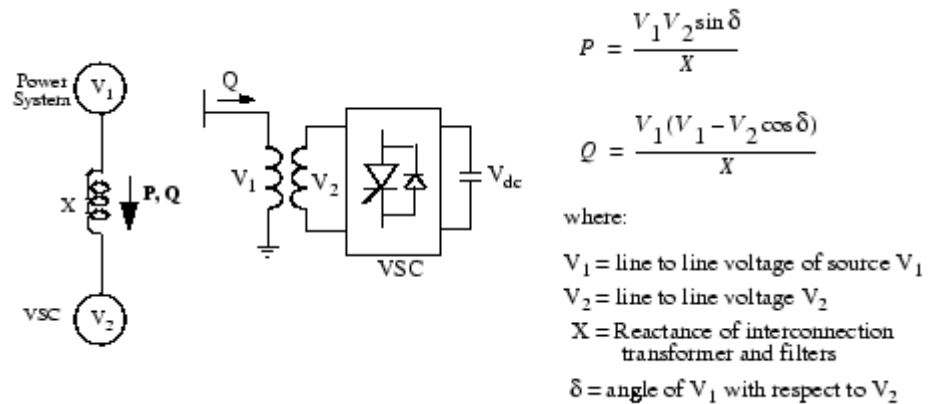 Power
System
V1
X
P, Q
VSC
V2
Q
V1
V2
Vdc
VSC
P = V1V2sinδ / X
Q = V1(V1 – V2cosδ) / X
where:
V1 = line to line voltage of source V1
V2 = line to line voltage V2
X = Reactance of interconnection
transformer and filters
δ = angle of V1 with respect to V2